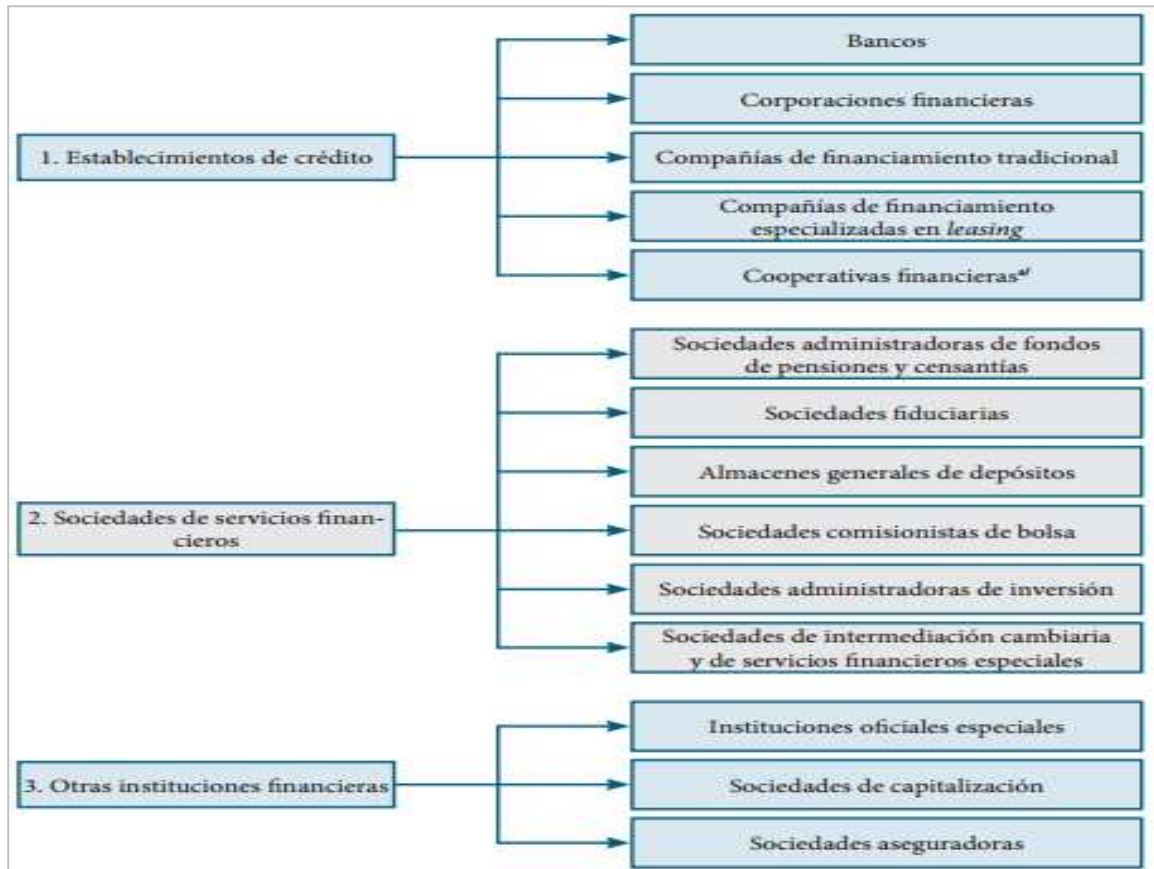 1. Establecimientos de crédito
Bancos
Corporaciones financieras
Compañías de financiamiento tradicional
Compañías de financiamiento
especializadas en leasing
Cooperativas financieras a/
2. Sociedades de servicios finan-
cieros
Sociedades administradoras de fondos
de pensiones y censantías
Sociedades fiduciarias
Almacenes generales de depósitos
Sociedades comisionistas de bolsa
Sociedades administradoras de inversión
Sociedades de intermediación cambiaria
y de servicios financieros especiales
3. Otras instituciones financieras
Instituciones oficiales especiales
Sociedades de capitalización
Sociedades aseguradoras